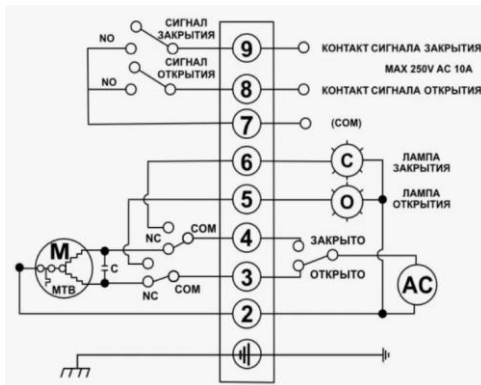 СИГНАЛ
ЗАКРЫТИЯ
NO
9
КОНТАКТ СИГНАЛА ЗАКРЫТИЯ
СИГНАЛ
ОТКРЫТИЯ
MAX 250V AC 10A
NO
8
КОНТАКТ СИГНАЛА ОТКРЫТИЯ
7
(COM)
6
C
ЛАМПА
ЗАКРЫТИЯ
5
O
ЛАМПА
ОТКРЫТИЯ
NC
COM
4
ЗАКРЫТО
M
C
МТВ
NC
COM
3
ОТКРЫТО
AC
2